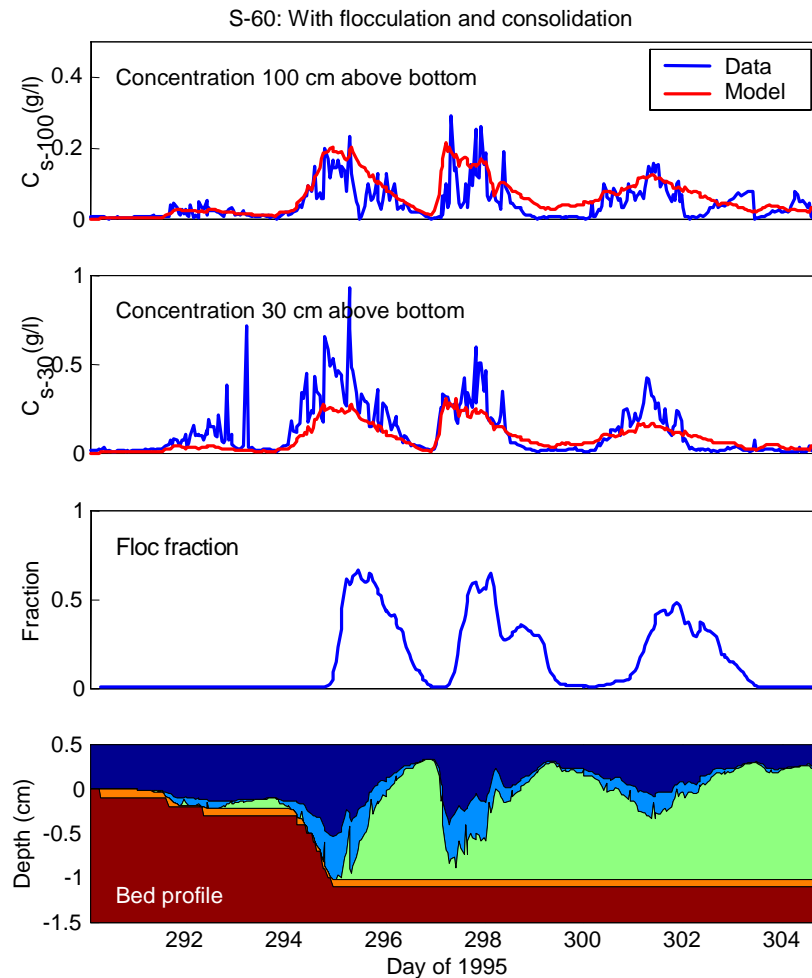 S-60: With flocculation and consolidation
Concentration 100 cm above bottom
Data
Model
C s-100 (g/l)
0.4
0.2
0
Concentration 30 cm above bottom
C s-30 (g/l)
1
0.5
0
Floc fraction
Fraction
1
0.5
0
Depth (cm)
0.5
0
-0.5
-1
-1.5
Bed profile
292 294 296 298 300 302 304
Day of 1995